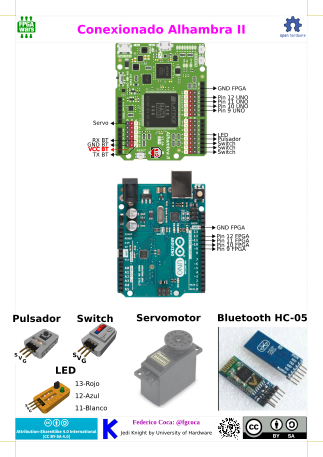 FPGA
wars
Conexionado Alhambra II
open hardware
GND FPGA
Pin 12 UNO
Pin 11 UNO
Pin 10 UNO
Pin 9 UNO
Servo
RX BT
GND BT
VCC BT
TX BT
LED
Pulsador
Switch
Switch
Switch
GND FPGA
Pin 12 FPGA
Pin 11 FPGA
Pin 10 FPGA
Pin 9 FPGA
ARDUINO
UNO
Pulsador
Switch
Servomotor
Bluetooth HC-05
S V G
S V G
LED
13-Rojo
12-Azul
11-Blanco
Attribution-ShareAlike 4.0 International
(CC BY-SA 4.0)
K
Federico Coca: @fgcoca
Jedi Knight by University of Hardware
cc
BY SA